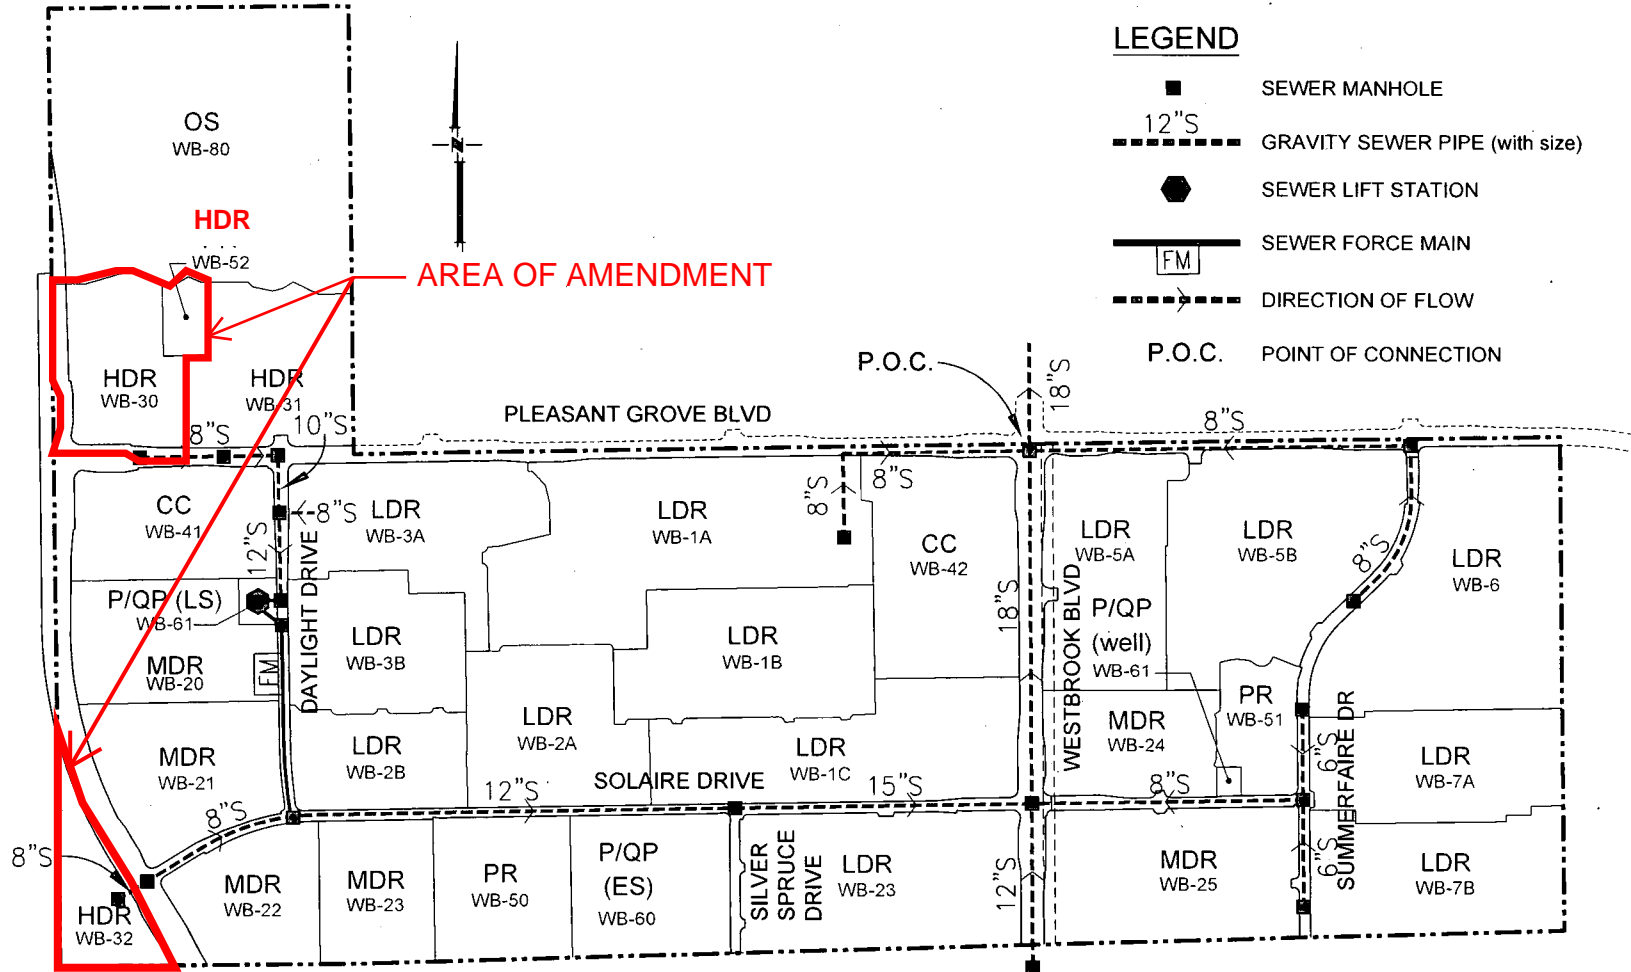 LEGEND
SEWER MANHOLE
12"S
GRAVITY SEWER PIPE (with size)
SEWER LIFT STATION
SEWER FORCE MAIN
FM
DIRECTION OF FLOW
P.O.C.
POINT OF CONNECTION
N
OS
WB-80
HDR
WB-52
AREA OF AMENDMENT
HDR
WB-30
HDR
WB-31
PLEASANT GROVE BLVD
P.O.C.
18"S
8"S
10"S
8"S
8"S
8"S
CC
WB-41
12"S
8"S
LDR
WB-3A
LDR
WB-1A
CC
WB-42
18"S
LDR
WB-5A
LDR
WB-5B
8"S
LDR
WB-6
P/QP (LS)
WB-61
DAYLIGHT DRIVE
LDR
WB-3B
LDR
WB-1B
WESTBROOK BLVD
P/QP
(well)
WB-61
MDR
WB-20
FM
PR
WB-51
MDR
WB-21
LDR
WB-2B
LDR
WB-2A
LDR
WB-1C
MDR
WB-24
6"S
SUMMERFAIRE DR
LDR
WB-7A
SOLAIRE DRIVE
12"S
15"S
8"S
8"S
8"S
HDR
WB-32
MDR
WB-22
MDR
WB-23
PR
WB-50
P/QP
(ES)
WB-60
SILVER
SPRUCE
DRIVE
LDR
WB-23
12"S
MDR
WB-25
6"S
LDR
WB-7B